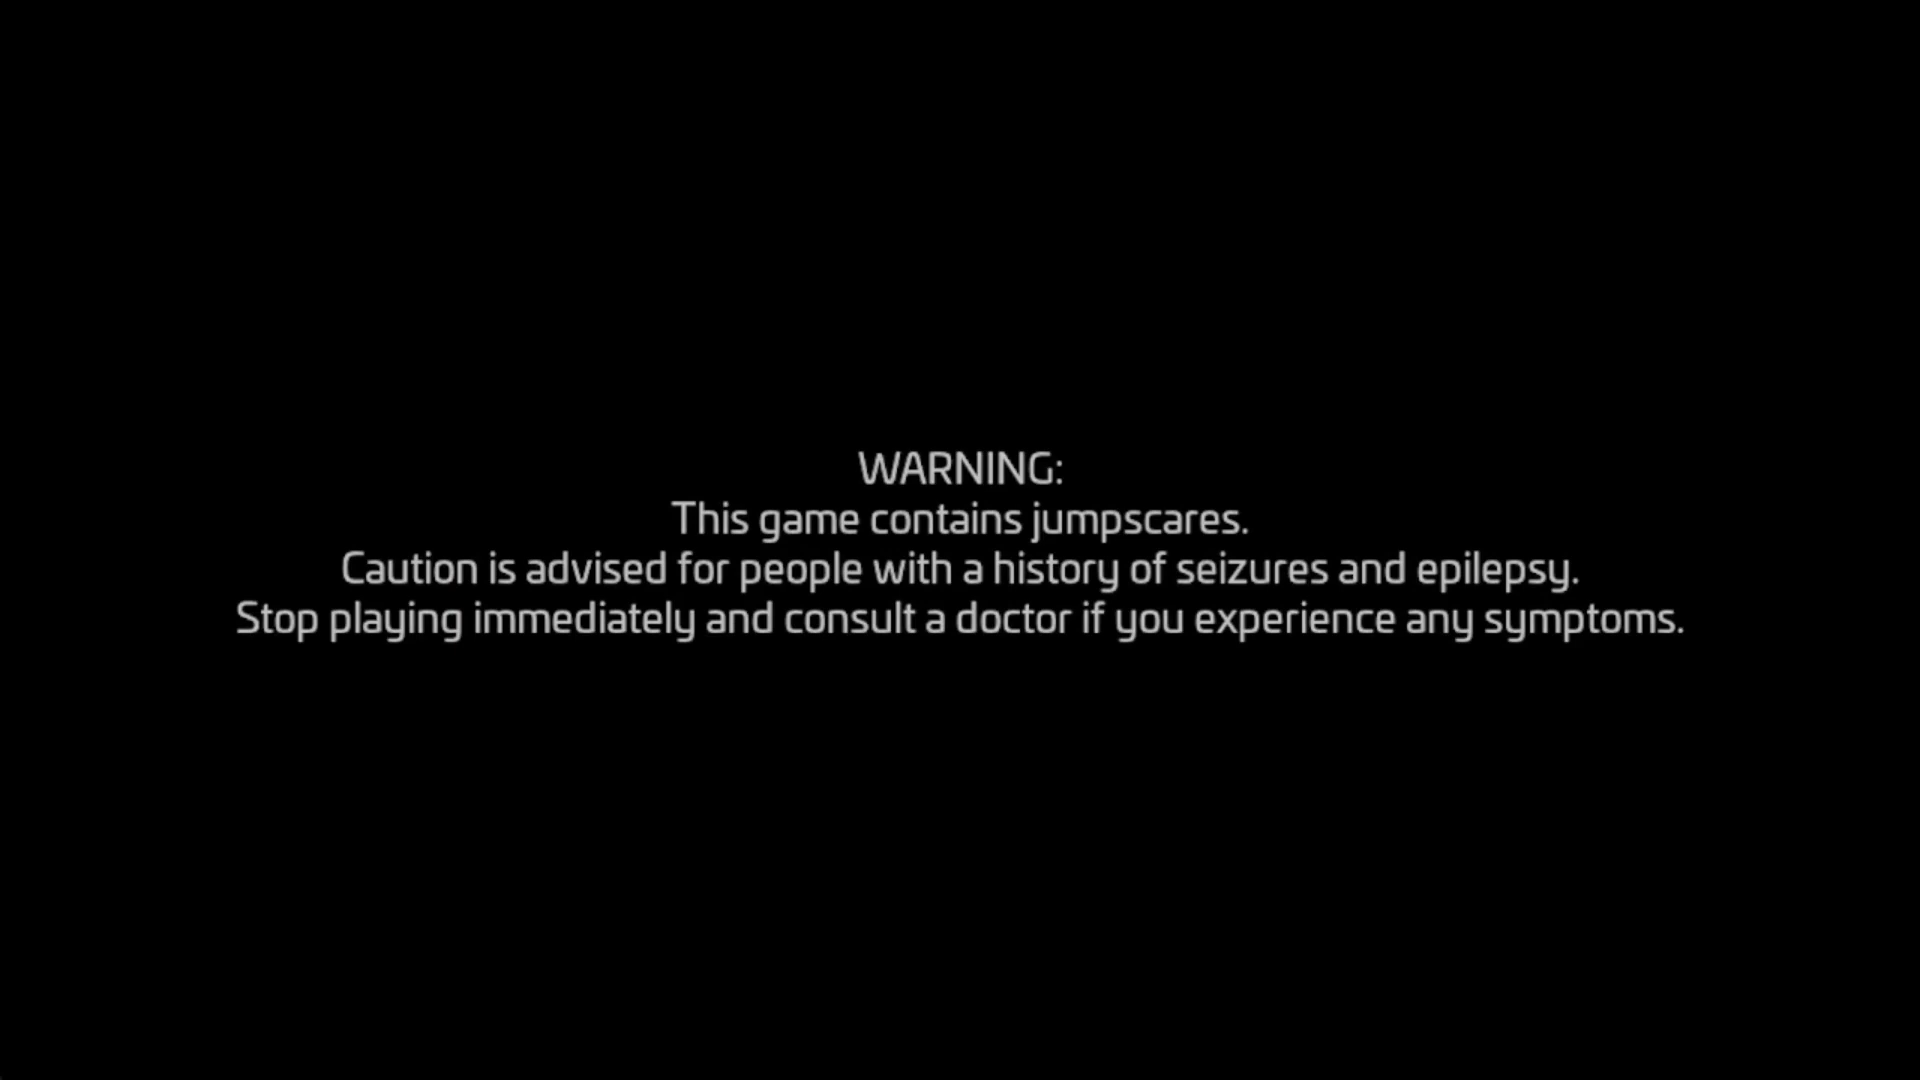 WARNING:
This game contains jumpscares.
Caution is advised for people with a history of seizures and epilepsy.
Stop playing immediately and consult a doctor if you experience any symptoms.